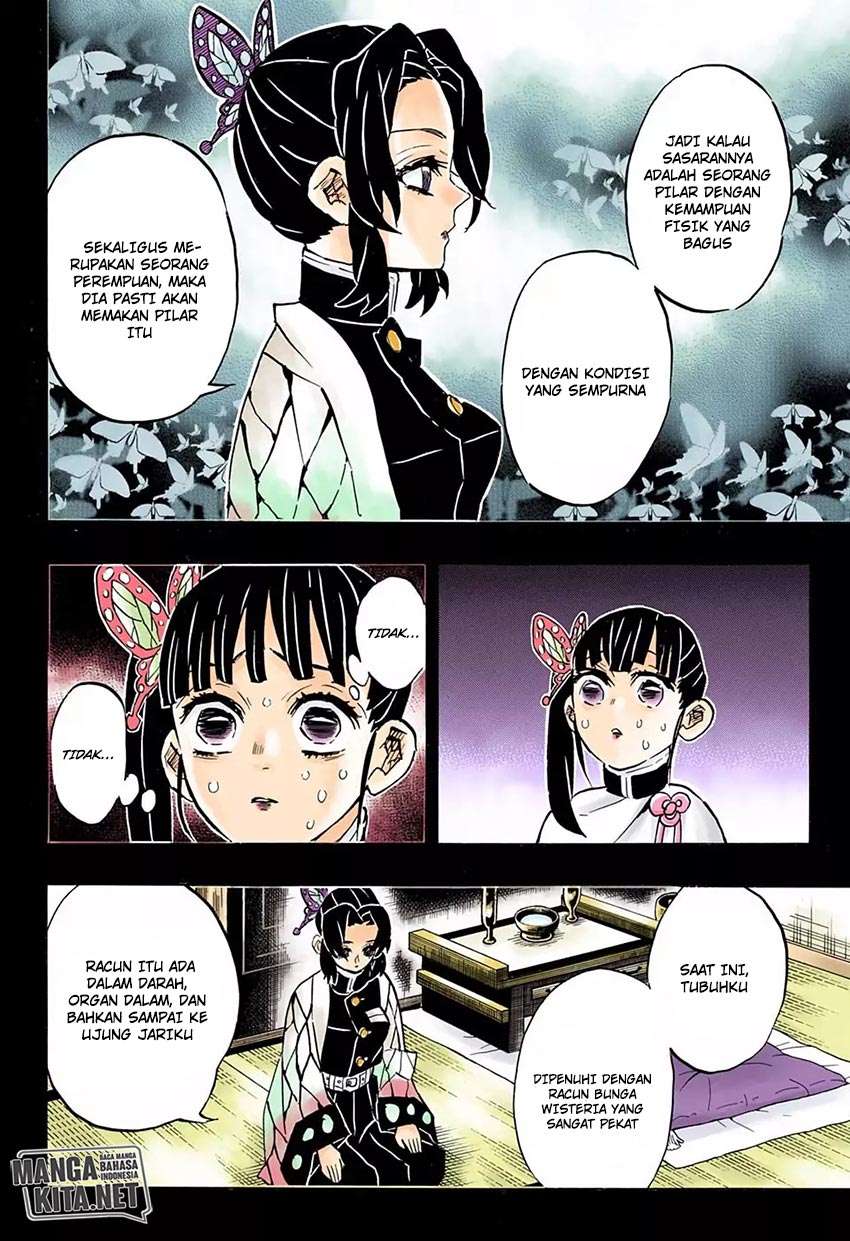 JADI KALAU
SASARANNYA
ADALAH SEORANG
PILAR DENGAN
KEMAMPUAN
FISIK YANG
BAGUS
DENGAN KONDISI
YANG SEMPURNA
SEKALIGUS ME-
RUPAKAN SEORANG
PEREMPUAN, MAKA
DIA PASTI AKAN
MEMAKAN PILAR
ITU
TIDAK...
TIDAK...
SAAT INI,
TUBUHKU
DIPENUHI DENGAN
RACUN BUNGA
WISTERIA YANG
SANGAT PEKAT
RACUN ITU ADA
DALAM DARAH,
ORGAN DALAM, DAN
BAHKAN SAMPAI KE
UJUNG JARIKU
MANGA
KITA.NET
BACA MANGA
BAHASA
INDONESIA